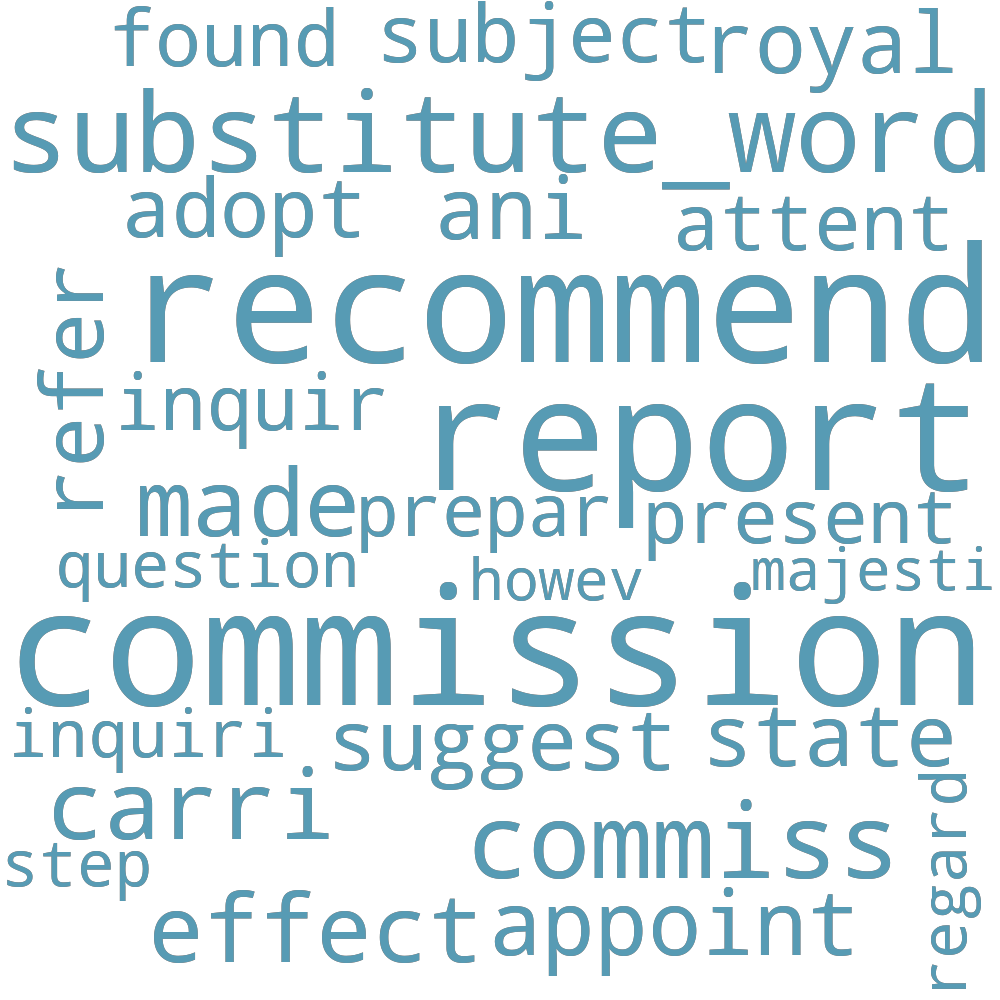 found subject royal
substitute_word
adopt ani attent
refer
recommend
inquir report
made prepar present
question howev majesti
commission
inquiri suggest state
carri
regard
step commiss
effect appoint